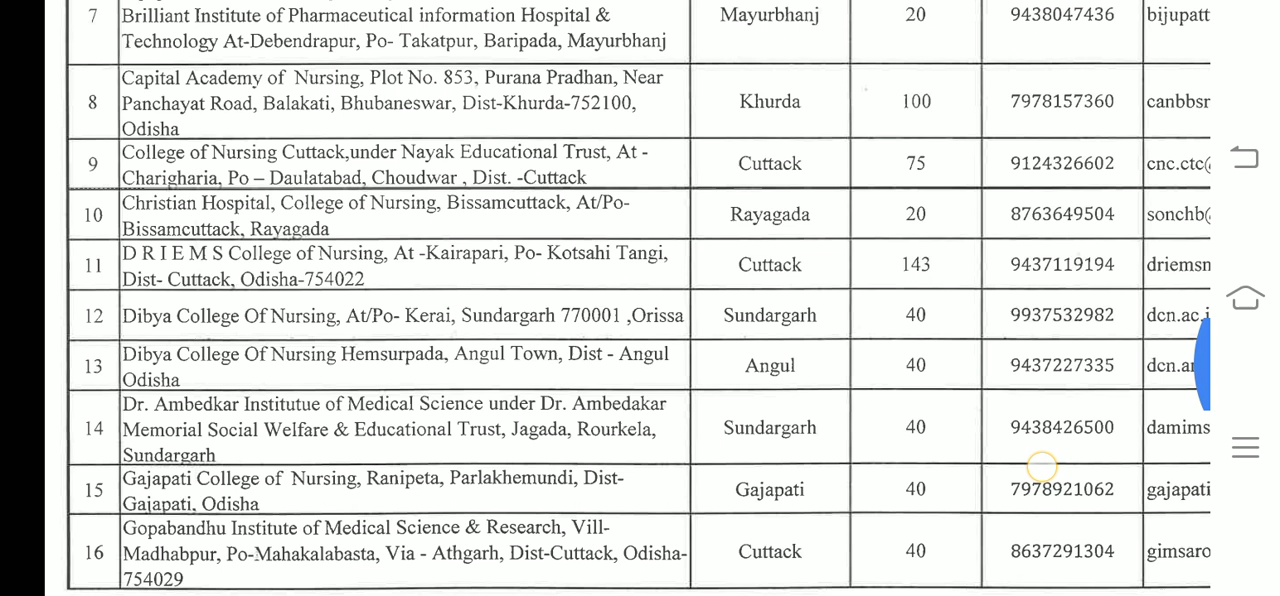 7
Brilliant Institute of Pharmaceutical information Hospital &
Technology At-Debendrapur, Po- Takatpur, Baripada, Mayurbhanj
Mayurbhanj
20
9438047436
bijupatt
8
Capital Academy of Nursing, Plot No. 853, Purana Pradhan, Near
Panchayat Road, Balakati, Bhubaneswar, Dist-Khurda-752100,
Odisha
Khurda
100
7978157360
canbbsr
9
College of Nursing Cuttack,under Nayak Educational Trust, At -
Charigharia, Po – Daulatabad, Choudwar , Dist. -Cuttack
Cuttack
75
9124326602
cnc.ctc@
10
Christian Hospital, College of Nursing, Bissamcuttack, At/Po-
Bissamcuttack, Rayagada
Rayagada
20
8763649504
sonchb@
11
D R I E M S College of Nursing, At -Kairapari, Po- Kotsahi Tangi,
Dist- Cuttack, Odisha-754022
Cuttack
143
9437119194
driemsn
12
Dibya College Of Nursing, At/Po- Kerai, Sundargarh 770001 ,Orissa
Sundargarh
40
9937532982
dcn.ac.i
13
Dibya College Of Nursing Hemsurpada, Angul Town, Dist - Angul
Odisha
Angul
40
9437227335
dcn.an
14
Dr. Ambedkar Institutue of Medical Science under Dr. Ambedakar
Memorial Social Welfare & Educational Trust, Jagada, Rourkela,
Sundargarh
Sundargarh
40
9438426500
damims
15
Gajapati College of Nursing, Ranipeta, Parlakhemundi, Dist-
Gajapati, Odisha
Gajapati
40
7978921062
gajapati
16
Gopabandhu Institute of Medical Science & Research, Vill-
Madhabpur, Po-Mahakalabasta, Via - Athgarh, Dist-Cuttack, Odisha-
754029
Cuttack
40
8637291304
gimsaro